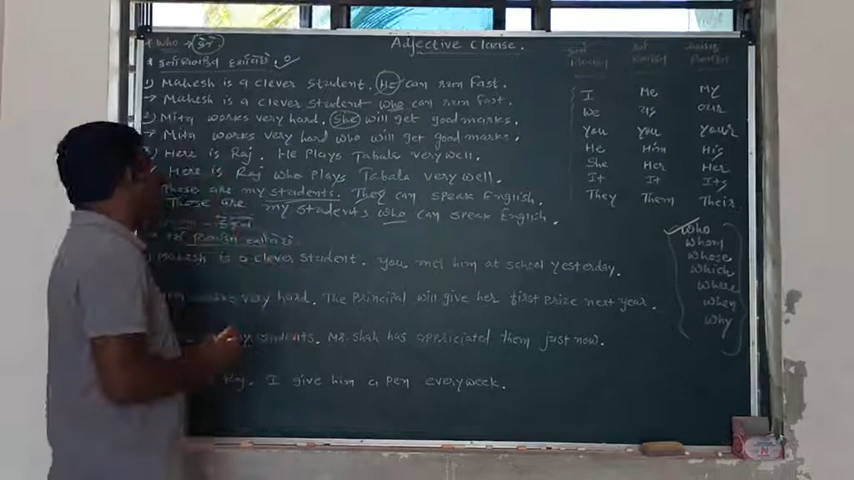 Adjective Clause.
* Who → કર્તા
1) Mahesh is a clever student. He can run fast.
→ Mahesh is a clever student who can run fast.
2) Mita works very hard. She will get good marks.
→ Mita works very hard who will get good marks.
3) Here is Raj. He Plays Tabala very well.
Here is Raj who Plays Tabala very well.
These are my students. They can speak English.
Those are my students who can speak English.
Mahesh is a clever student. You met him at school yesterday.
very hard. The Principal will give her first prize next year.
students. Mr. Shah has appriciated them just now.
Raj. I give him a pen every week.
I Me My
We us our
You You Your
He Him His
She Her Her
It It Its
They Them Their
Who
Whom
Whose
Which
Where
When
Why